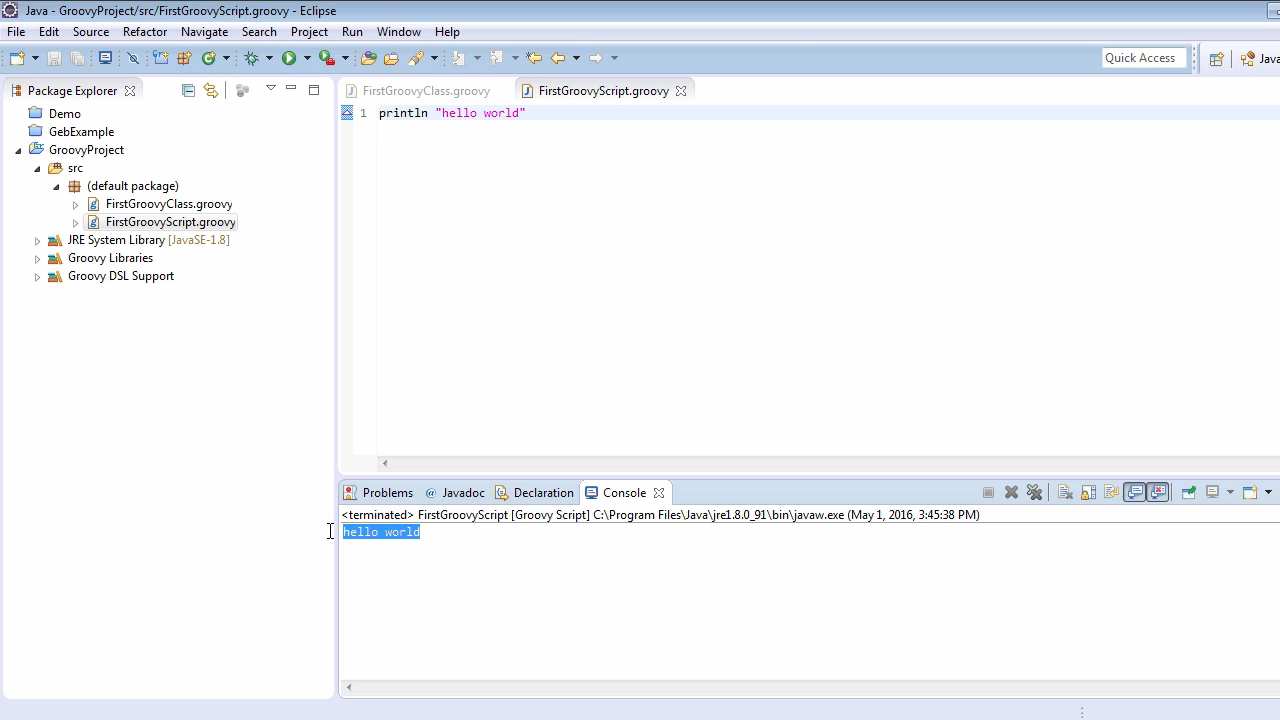 Java - GroovyProject/src/FirstGroovyScript.groovy - Eclipse
File Edit Source Refactor Navigate Search Project Run Window Help
Quick Access
Java
Package Explorer
FirstGroovyClass.groovy
FirstGroovyScript.groovy
Demo
GebExample
GroovyProject
src
(default package)
FirstGroovyClass.groovy
FirstGroovyScript.groovy
JRE System Library [JavaSE-1.8]
Groovy Libraries
Groovy DSL Support
1 println "hello world"
Problems @ Javadoc Declaration Console
<terminated> FirstGroovyScript [Groovy Script] C:\Program Files\Java\jre1.8.0_91\bin\javaw.exe (May 1, 2016, 3:45:38 PM)
hello world